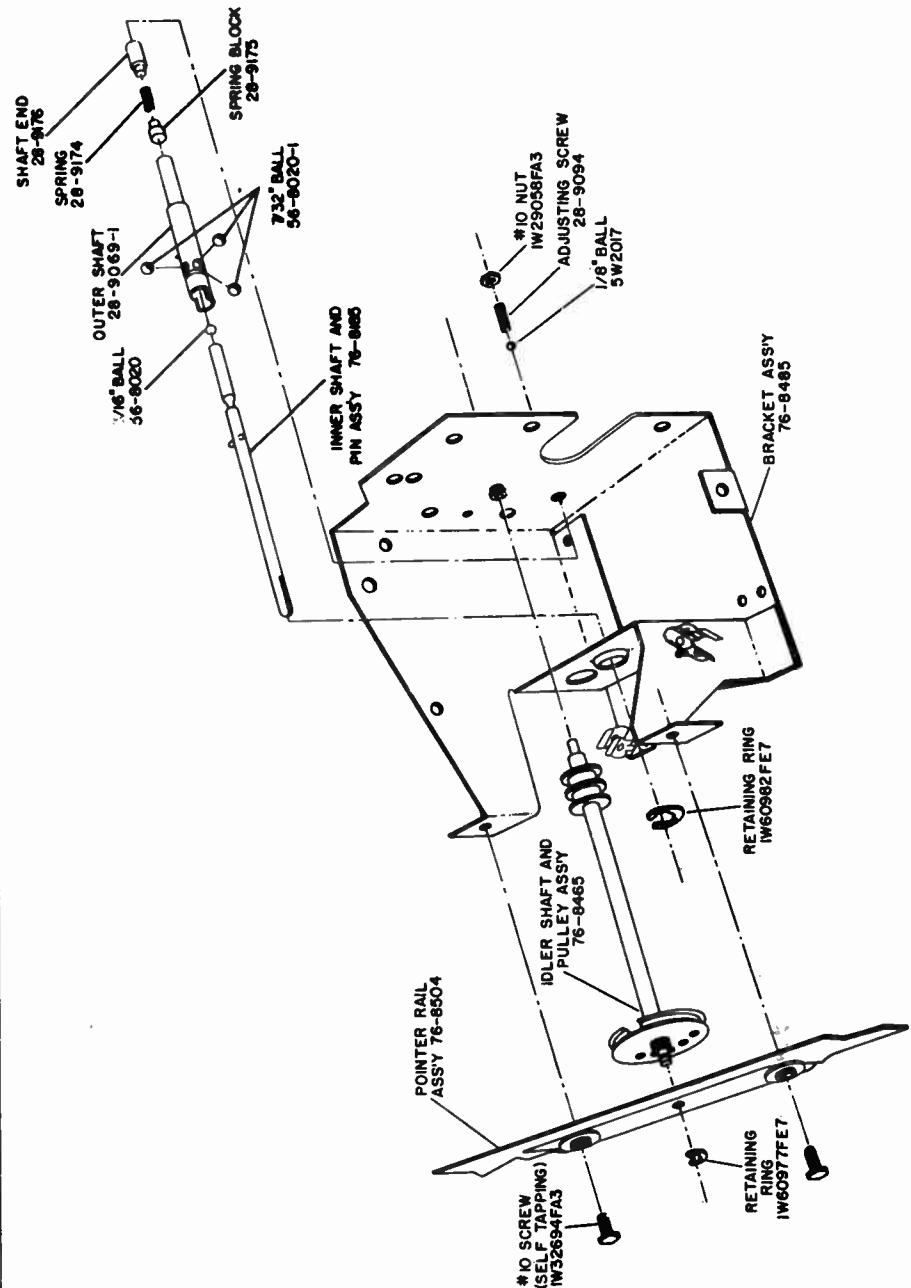 SHAFT END
28-9176
SPRING
28-9174
SPRING BLOCK
28-9175
OUTER SHAFT
28-9069-1
7/32" BALL
56-8020-1
/16" BALL
56-8020
INNER SHAFT AND
PIN ASS'Y 76-8185
#10 NUT
1W29058FA3
ADJUSTING SCREW
28-9094
1/8" BALL
5W2017
BRACKET ASS'Y
76-8485
RETAINING RING
1W60982FE7
IDLER SHAFT AND
PULLEY ASS'Y
76-8465
POINTER RAIL
ASS'Y 76-8504
RETAINING
RING
1W60977FE7
#10 SCREW
(SELF TAPPING)
1W32694FA3